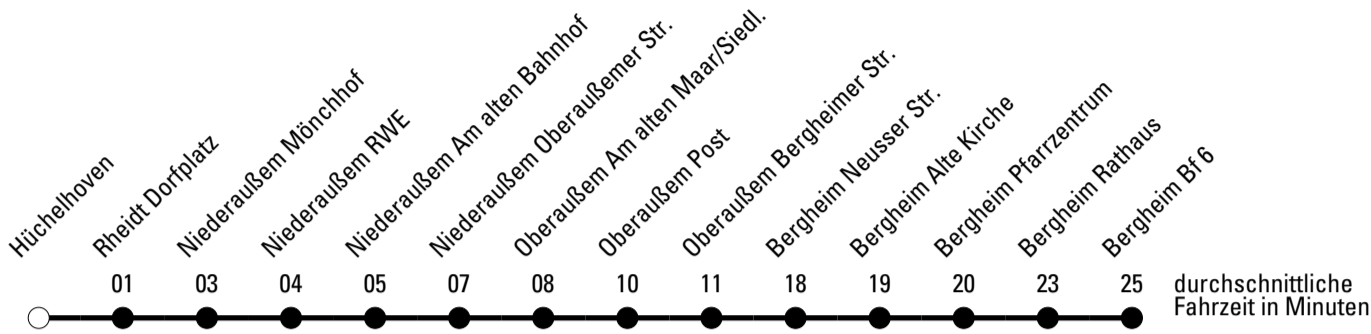 Hüchelhoven
Rheidt Dorfplatz
Niederaußem Mönchhof
Niederaußem RWE
Niederaußem Am alten Bahnhof
Niederaußem Oberaußemer Str.
Oberaußem Am alten Maar/Siedl.
Oberaußem Post
Oberaußem Bergheimer Str.
Bergheim Neusser Str.
Bergheim Alte Kirche
Bergheim Pfarrzentrum
Bergheim Rathaus
Bergheim Bf 6
01 03 04 05 07 08 10 11 18 19 20 23 25
durchschnittliche
Fahrzeit in Minuten